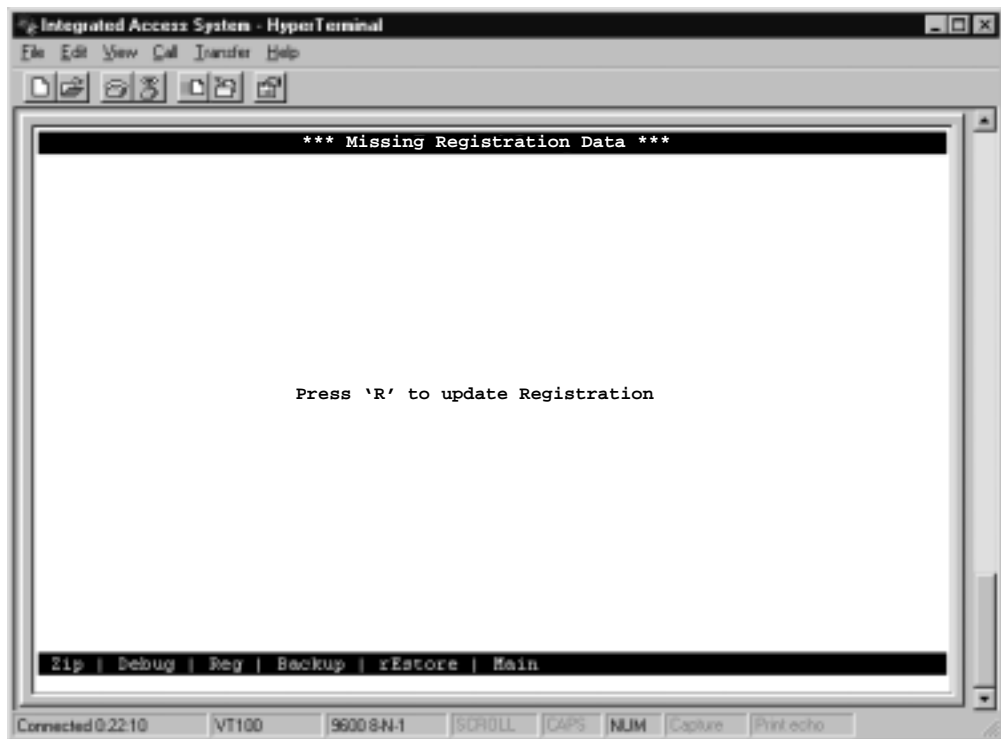 Integrated Access System - HyperTerminal
File Edit View Call Transfer Help
*** Missing Registration Data ***
Press ‘R’ to update Registration
Zip | Debug | Reg | Backup | rEstore | Main
Connected 0:22:10 VT100 9600 8-N-1 SCROLL CAPS NUM Capture Print echo